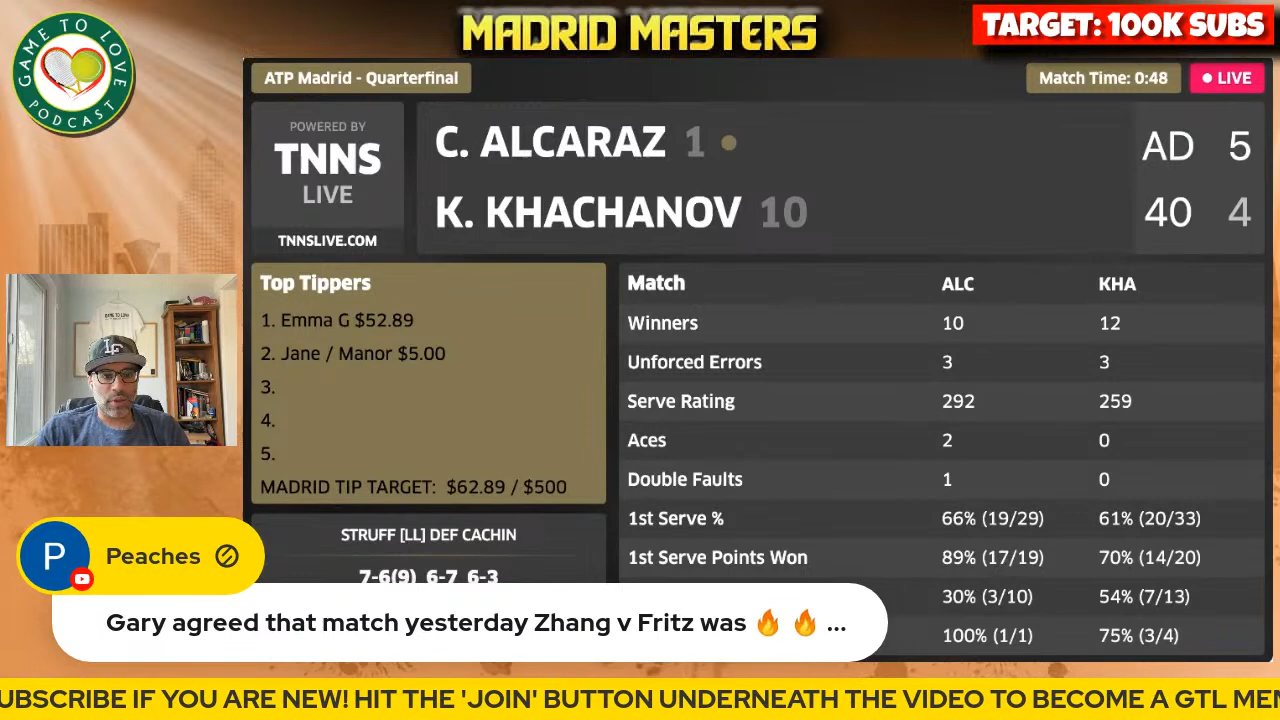 GAME TO LOVE PODCAST
MADRID MASTERS
TARGET: 100K SUBS
ATP Madrid - Quarterfinal
Match Time: 0:48
LIVE
POWERED BY
TNNS
LIVE
TNNSLIVE.COM
C. ALCARAZ 1 AD 5
K. KHACHANOV 10 40 4
Top Tippers
1. Emma G $52.89
2. Jane / Manor $5.00
3.
4.
5.
MADRID TIP TARGET: $62.89 / $500
STRUFF [LL] DEF CACHIN
7-6(9) 6-7 6-3
Match ALC KHA
Winners 10 12
Unforced Errors 3 3
Serve Rating 292 259
Aces 2 0
Double Faults 1 0
1st Serve % 66% (19/29) 61% (20/33)
1st Serve Points Won 89% (17/19) 70% (14/20)
30% (3/10) 54% (7/13)
100% (1/1) 75% (3/4)
P Peaches
Gary agreed that match yesterday Zhang v Fritz was 🔥 🔥 ...
UBSCRIBE IF YOU ARE NEW! HIT THE 'JOIN' BUTTON UNDERNEATH THE VIDEO TO BECOME A GTL MEM